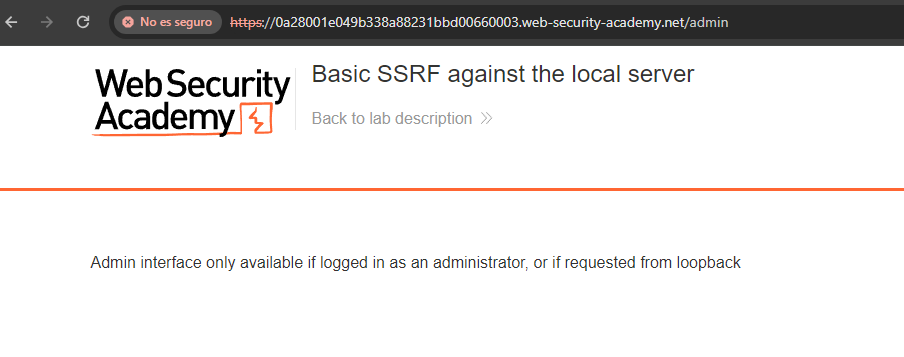 No es seguro https://0a28001e049b338a88231bbd00660003.web-security-academy.net/admin
Web Security
Academy
Basic SSRF against the local server
Back to lab description
Admin interface only available if logged in as an administrator, or if requested from loopback